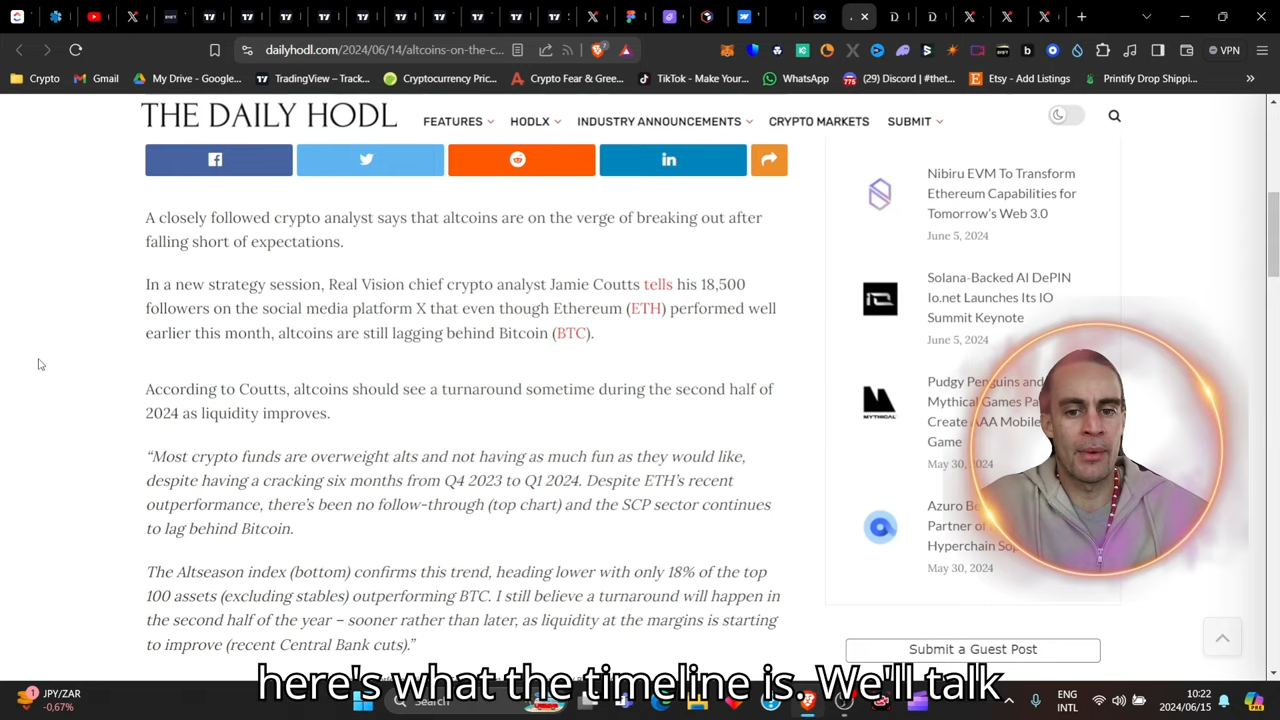 dailyhodl.com/2024/06/14/altcoins-on-the-c...
VPN
Crypto
Gmail
My Drive - Google...
TradingView – Track...
Cryptocurrency Pric...
Crypto Fear & Gree...
TikTok - Make Your...
WhatsApp
(29) Discord | #thet...
Etsy - Add Listings
Printify Drop Shippi...
THE DAILY HODL
FEATURES
HODLX
INDUSTRY ANNOUNCEMENTS
CRYPTO MARKETS
SUBMIT
A closely followed crypto analyst says that altcoins are on the verge of breaking out after
falling short of expectations.
In a new strategy session, Real Vision chief crypto analyst Jamie Coutts tells his 18,500
followers on the social media platform X that even though Ethereum (ETH) performed well
earlier this month, altcoins are still lagging behind Bitcoin (BTC).
According to Coutts, altcoins should see a turnaround sometime during the second half of
2024 as liquidity improves.
“Most crypto funds are overweight alts and not having as much fun as they would like,
despite having a cracking six months from Q4 2023 to Q1 2024. Despite ETH’s recent
outperformance, there’s been no follow-through (top chart) and the SCP sector continues
to lag behind Bitcoin.
The Altseason index (bottom) confirms this trend, heading lower with only 18% of the top
100 assets (excluding stables) outperforming BTC. I still believe a turnaround will happen in
the second half of the year – sooner rather than later, as liquidity at the margins is starting
to improve (recent Central Bank cuts).”
Nibiru EVM To Transform
Ethereum Capabilities for
Tomorrow’s Web 3.0
June 5, 2024
Solana-Backed AI DePIN
Io.net Launches Its IO
Summit Keynote
June 5, 2024
Pudgy Penguins and
Mythical Games
Create AAA Mobile
Game
May 30, 2024
MYTHICAL
Azuro
Partner of
Hyperchain
May 30, 2024
Submit a Guest Post
here's what the timeline is. We'll talk
JPY/ZAR
-0,67%
Search
ENG
INTL
10:22
2024/06/15